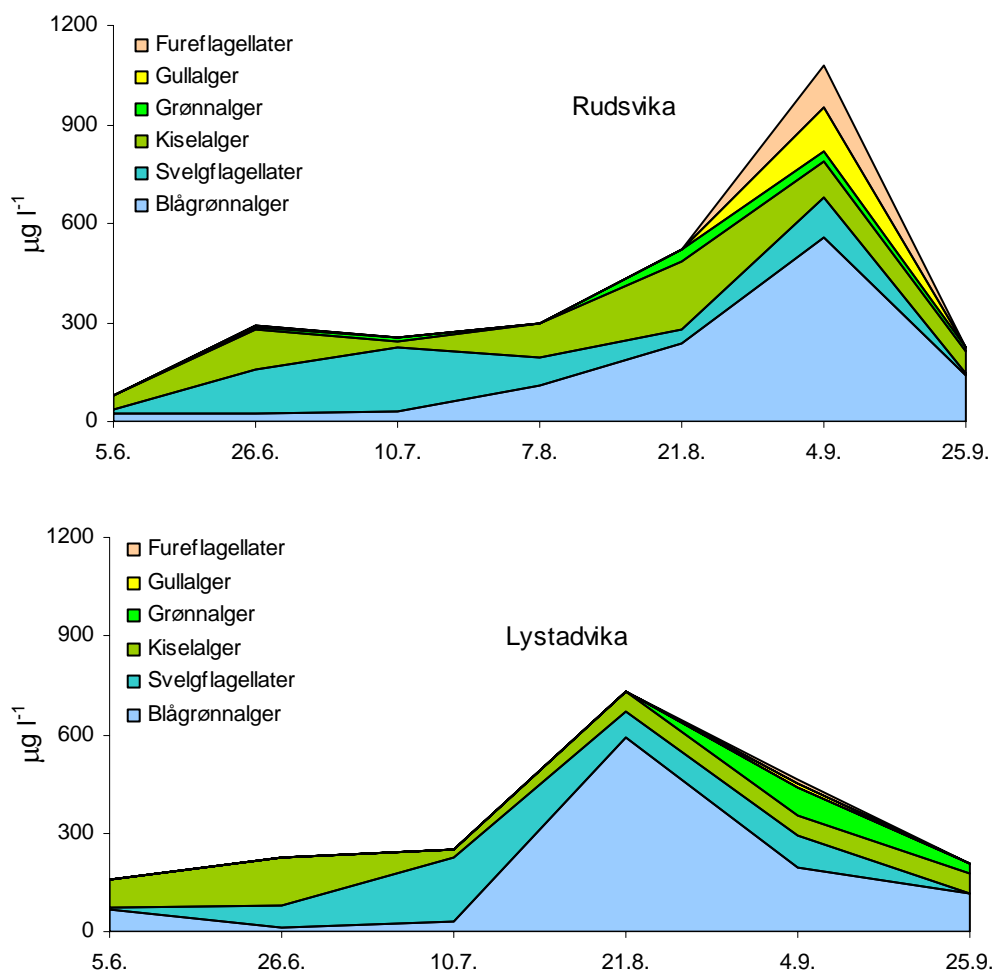 1200
900
600
300
0
µg l-1
Fureflagellater
Gullalger
Grønnalger
Kiselalger
Svelgflagellater
Blågrønnalger
Rudsvika
5.6. 26.6. 10.7. 7.8. 21.8. 4.9. 25.9.
1200
900
600
300
0
µg l-1
Fureflagellater
Gullalger
Grønnalger
Kiselalger
Svelgflagellater
Blågrønnalger
Lystadvika
5.6. 26.6. 10.7. 21.8. 4.9. 25.9.